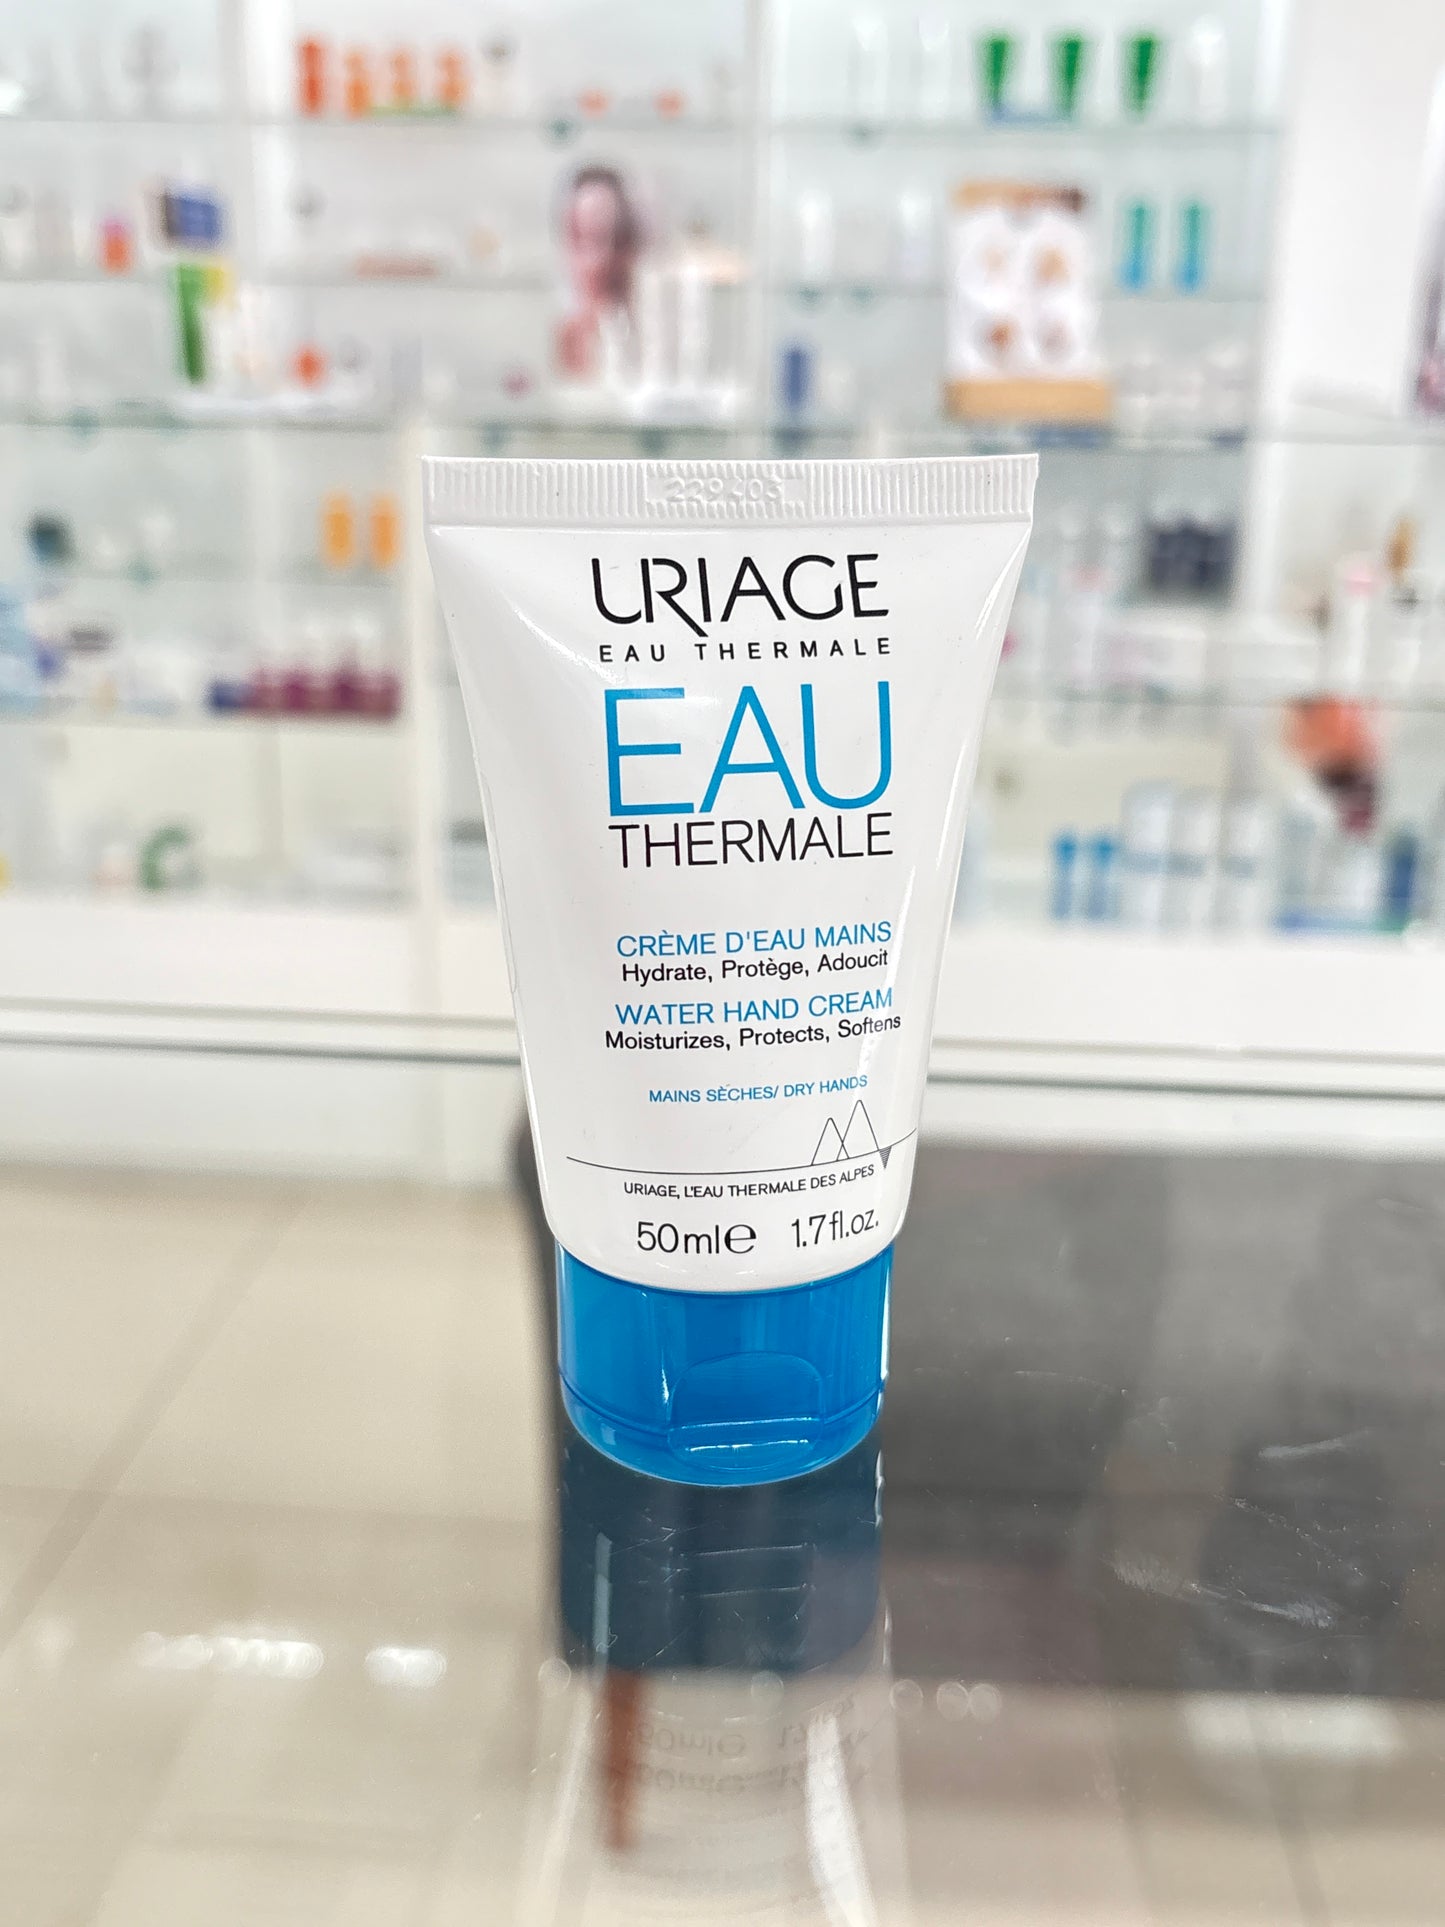 URIAGE
EAU THERMALE
EAU
THERMALE
CRÈME D'EAU MAINS
Hydrate, Protège, Adoucit
WATER HAND CREAM
Moisturizes, Protects, Softens
MAINS SÈCHES/ DRY HANDS
URIAGE, L'EAU THERMALE DES ALPES
50ml℮ 1.7fl.oz.